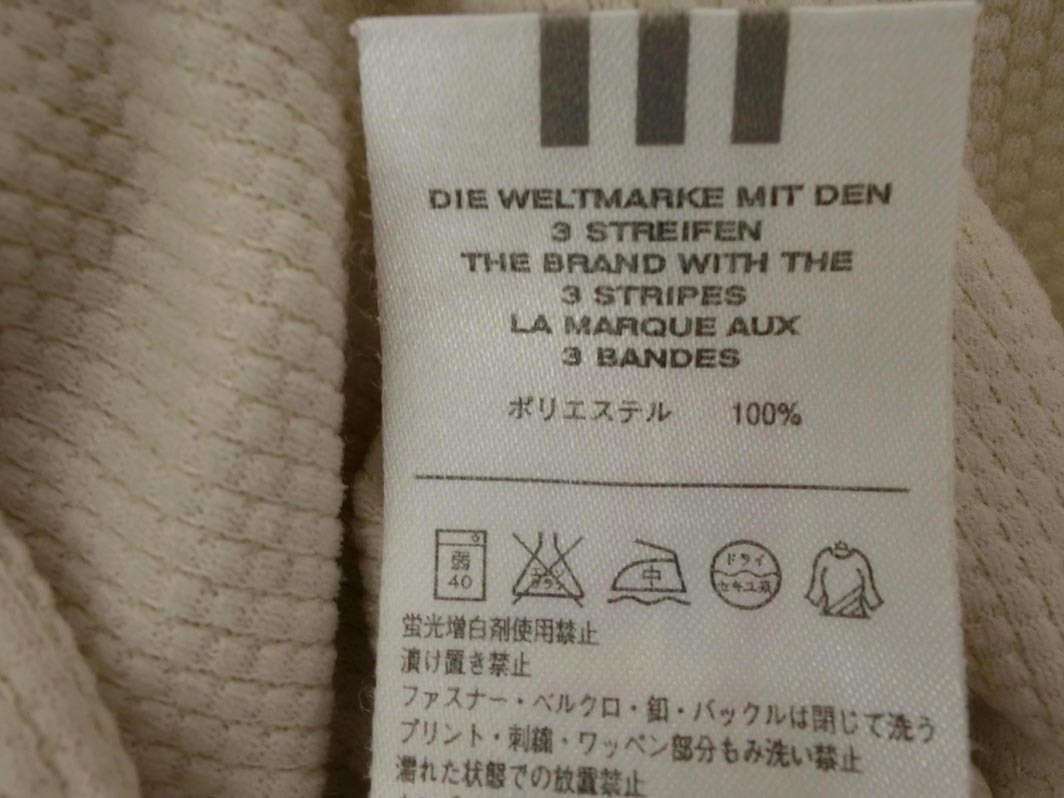 DIE WELTMARKE MIT DEN
3 STREIFEN
THE BRAND WITH THE
3 STRIPES
LA MARQUE AUX
3 BANDES
ポリエステル 100%
弱 中 ドライ
40 セキユ系
蛍光増白剤使用禁止
漬け置き禁止
ファスナー・ベルクロ・釦・バックルは閉じて洗う
プリント・刺繍・ワッペン部分もみ洗い禁止
濡れた状態での放置禁止